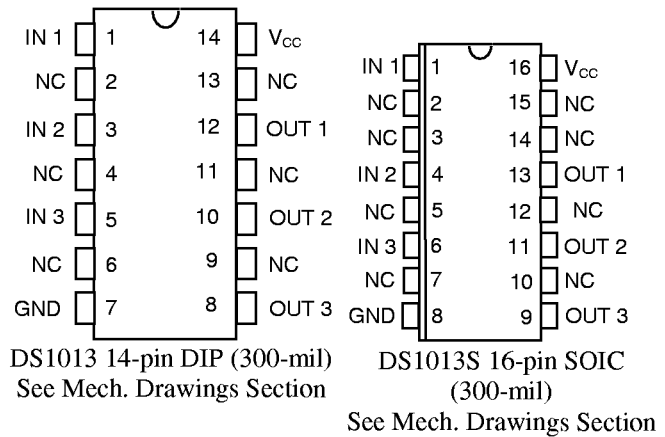 IN 1 1 14 VCC
NC 2 13 NC
IN 2 3 12 OUT 1
NC 4 11 NC
IN 3 5 10 OUT 2
NC 6 9 NC
GND 7 8 OUT 3
DS1013 14-pin DIP (300-mil)
See Mech. Drawings Section
IN 1 1 16 VCC
NC 2 15 NC
NC 3 14 NC
IN 2 4 13 OUT 1
NC 5 12 NC
IN 3 6 11 OUT 2
NC 7 10 NC
GND 8 9 OUT 3
DS1013S 16-pin SOIC
(300-mil)
See Mech. Drawings Section